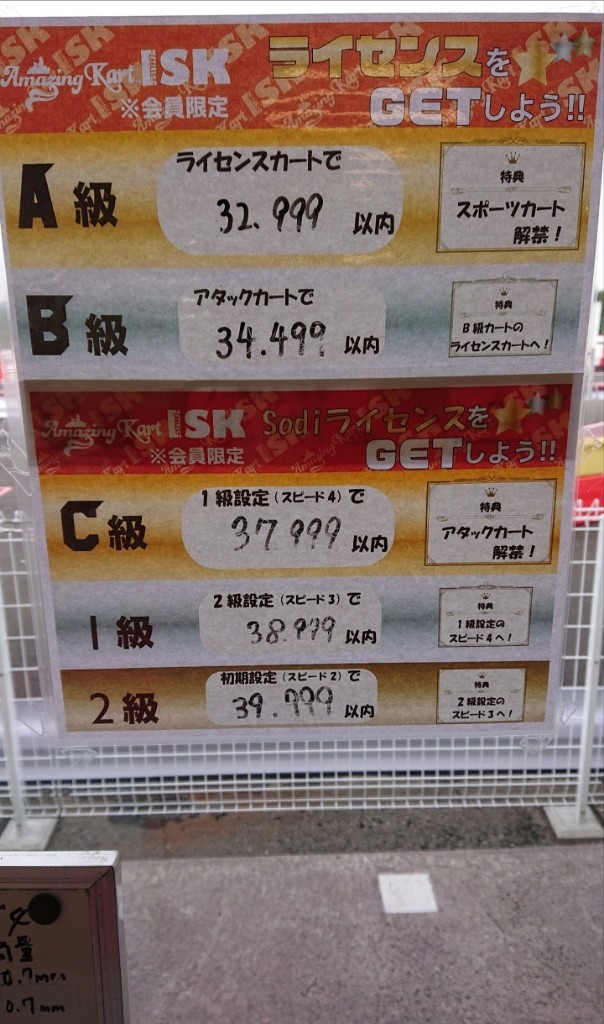 Amazing Kart ISK
※会員限定
ライセンスを
GETしよう!!
A級
ライセンスカートで
32.999 以内
特典
スポーツカート
解禁!
B級
アタックカートで
34.499 以内
特典
B級カートの
ライセンスカートへ!
Amazing Kart ISK
※会員限定
Sodiライセンスを
GETしよう!!
C級
1級設定(スピード4)で
37.999 以内
特典
アタックカート
解禁!
1級
2級設定(スピード3)で
38.999 以内
特典
1級設定の
スピード4へ!
2級
初期設定(スピード2)で
39.999 以内
特典
2級設定の
スピード3へ!
0.7mm
0.7mm